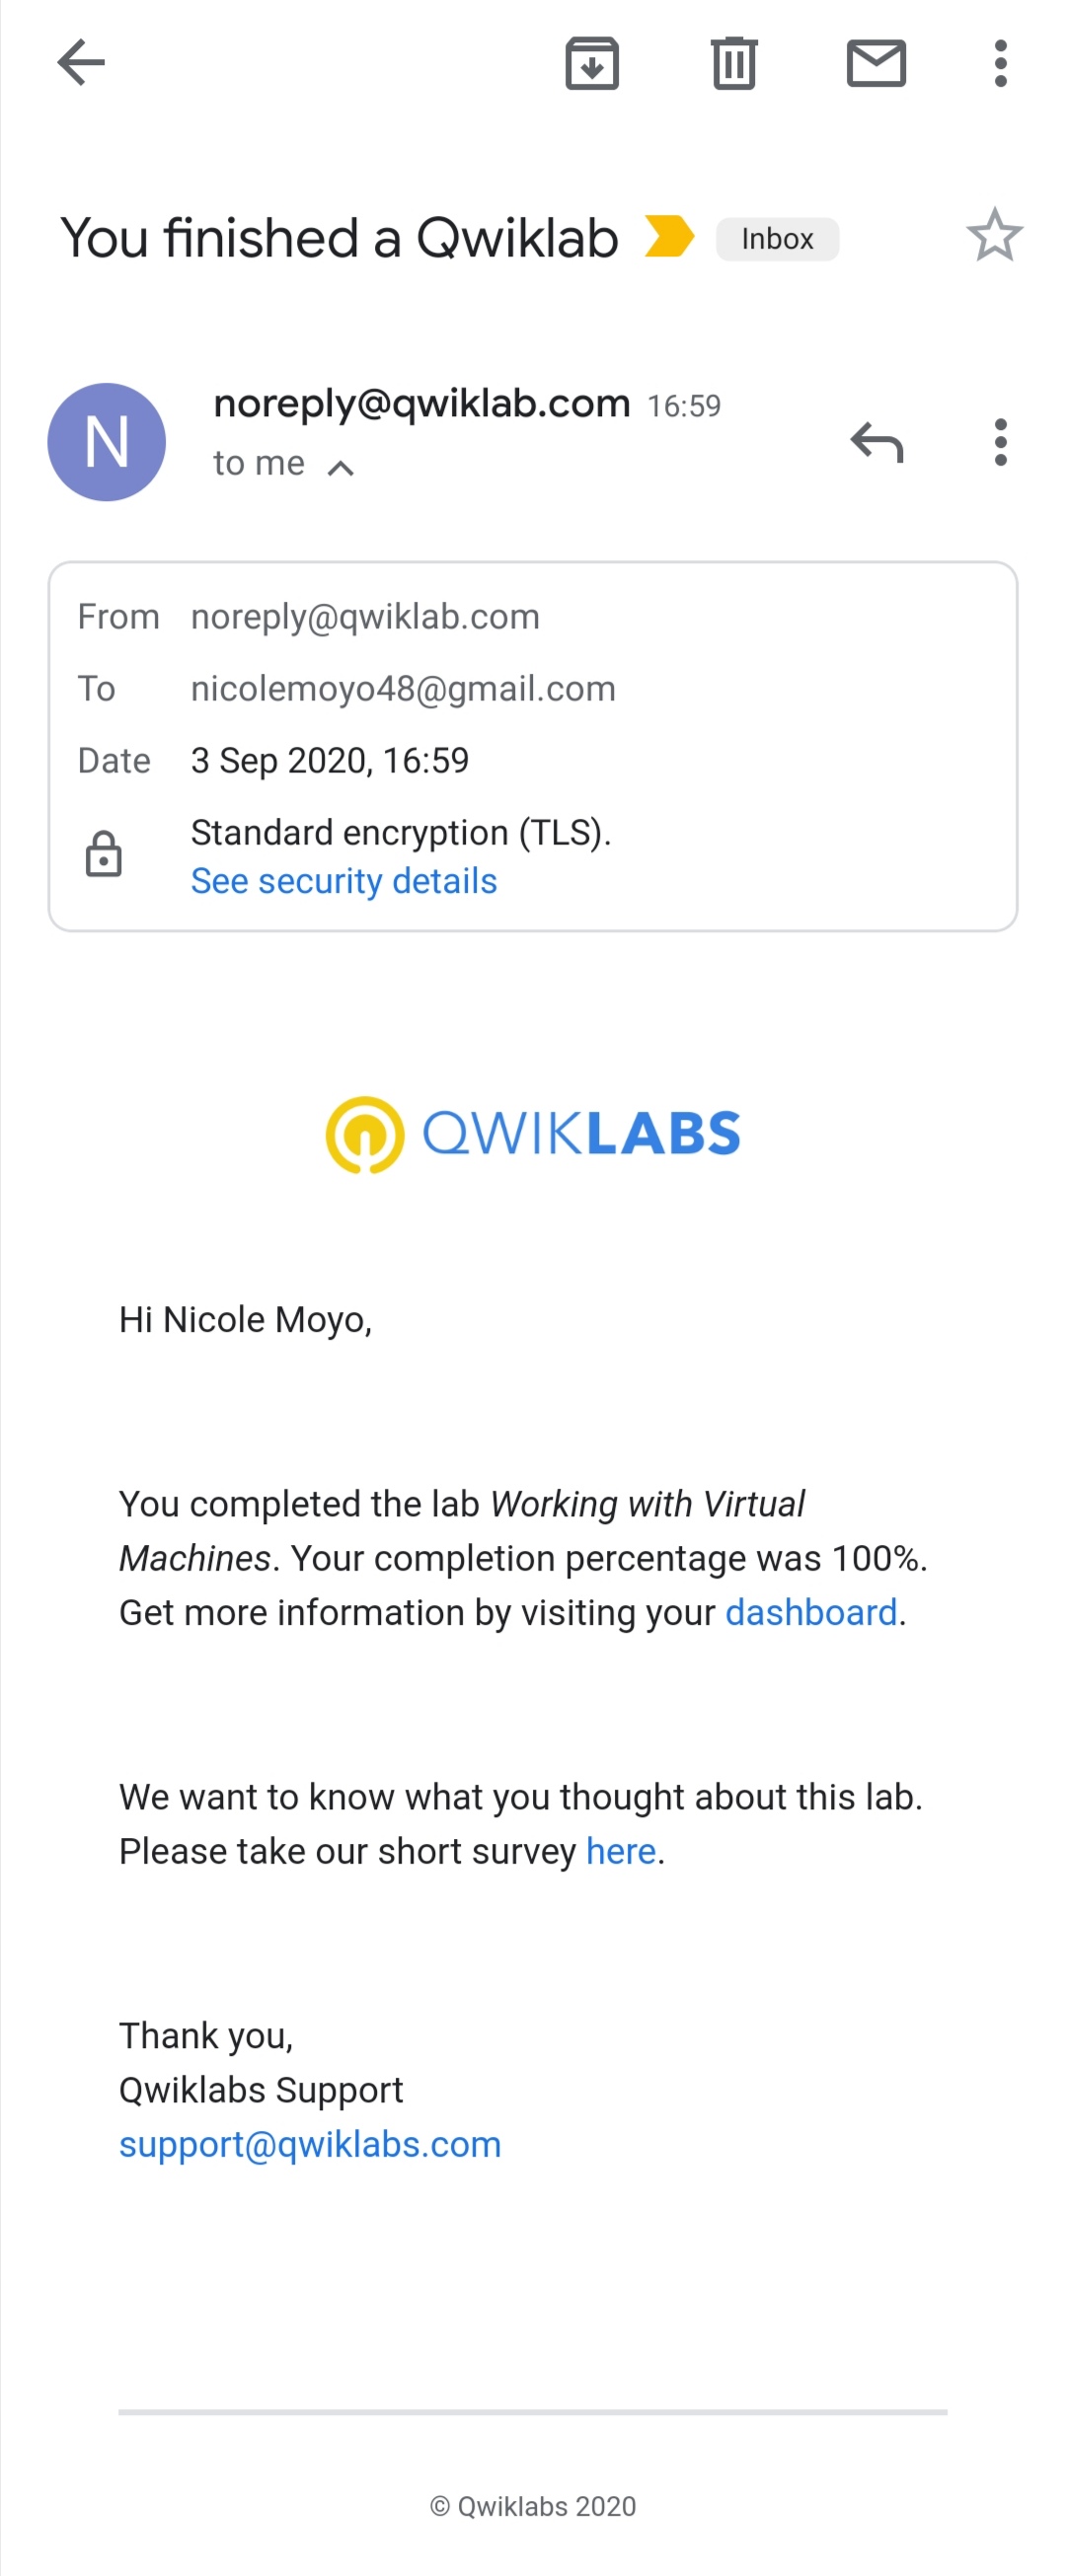 You finished a Qwiklab
Inbox
N
noreply@qwiklab.com 16:59
to me
From noreply@qwiklab.com
To nicolemoyo48@gmail.com
Date 3 Sep 2020, 16:59
Standard encryption (TLS).
See security details
QWIKLABS
Hi Nicole Moyo,
You completed the lab Working with Virtual
Machines. Your completion percentage was 100%.
Get more information by visiting your dashboard.
We want to know what you thought about this lab.
Please take our short survey here.
Thank you,
Qwiklabs Support
support@qwiklabs.com
© Qwiklabs 2020